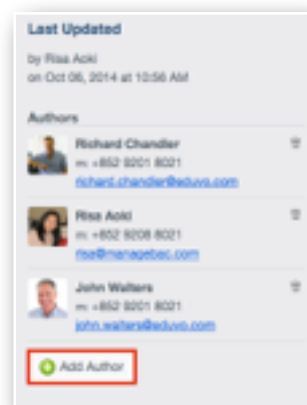 Last Updated
by Risa Aoki
on Oct 06, 2014 at 10:56 AM
Authors
Richard Chandler
m: +852 9201 8021
richard.chandler@eduvo.com
Risa Aoki
m: +852 9208 8021
risa@managebac.com
John Walters
m: +852 9201 8021
john.walters@eduvo.com
Add Author